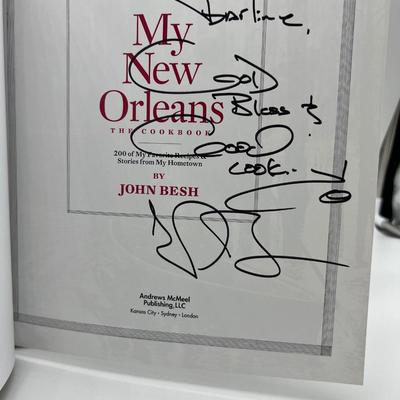 Darline,
My
New
Orleans
THE COOKBOOK
God
Bless &
Good
cook
200 of My Favorite Recipes &
Stories from My Hometown
BY
JOHN BESH
Andrews McMeel
Publishing, LLC
Kansas City • Sydney • London